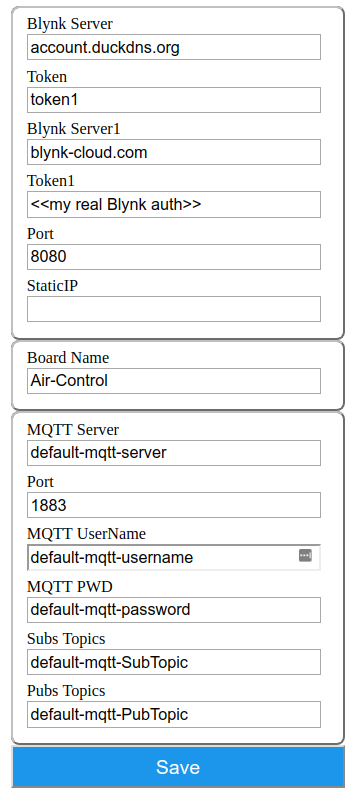 Blynk Server
account.duckdns.org
Token
token1
Blynk Server1
blynk-cloud.com
Token1
<<my real Blynk auth>>
Port
8080
StaticIP
Board Name
Air-Control
MQTT Server
default-mqtt-server
Port
1883
MQTT UserName
default-mqtt-username
MQTT PWD
default-mqtt-password
Subs Topics
default-mqtt-SubTopic
Pubs Topics
default-mqtt-PubTopic
Save